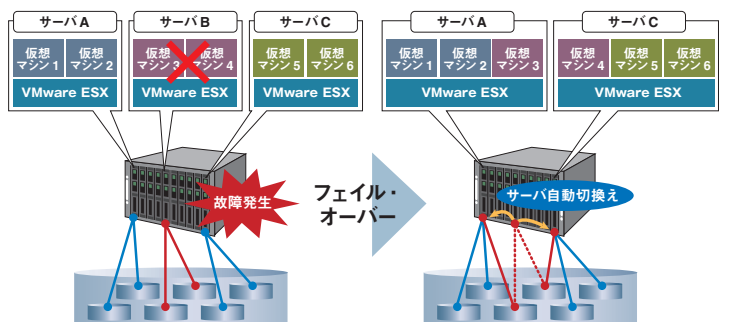 サーバA
サーバB
サーバC
仮想
マシン1
仮想
マシン2
仮想
マシン3
仮想
マシン4
仮想
マシン5
仮想
マシン6
VMware ESX
VMware ESX
VMware ESX
故障発生
フェイル・
オーバー
サーバA
サーバC
仮想
マシン1
仮想
マシン2
仮想
マシン3
仮想
マシン4
仮想
マシン5
仮想
マシン6
VMware ESX
VMware ESX
サーバ自動切換え